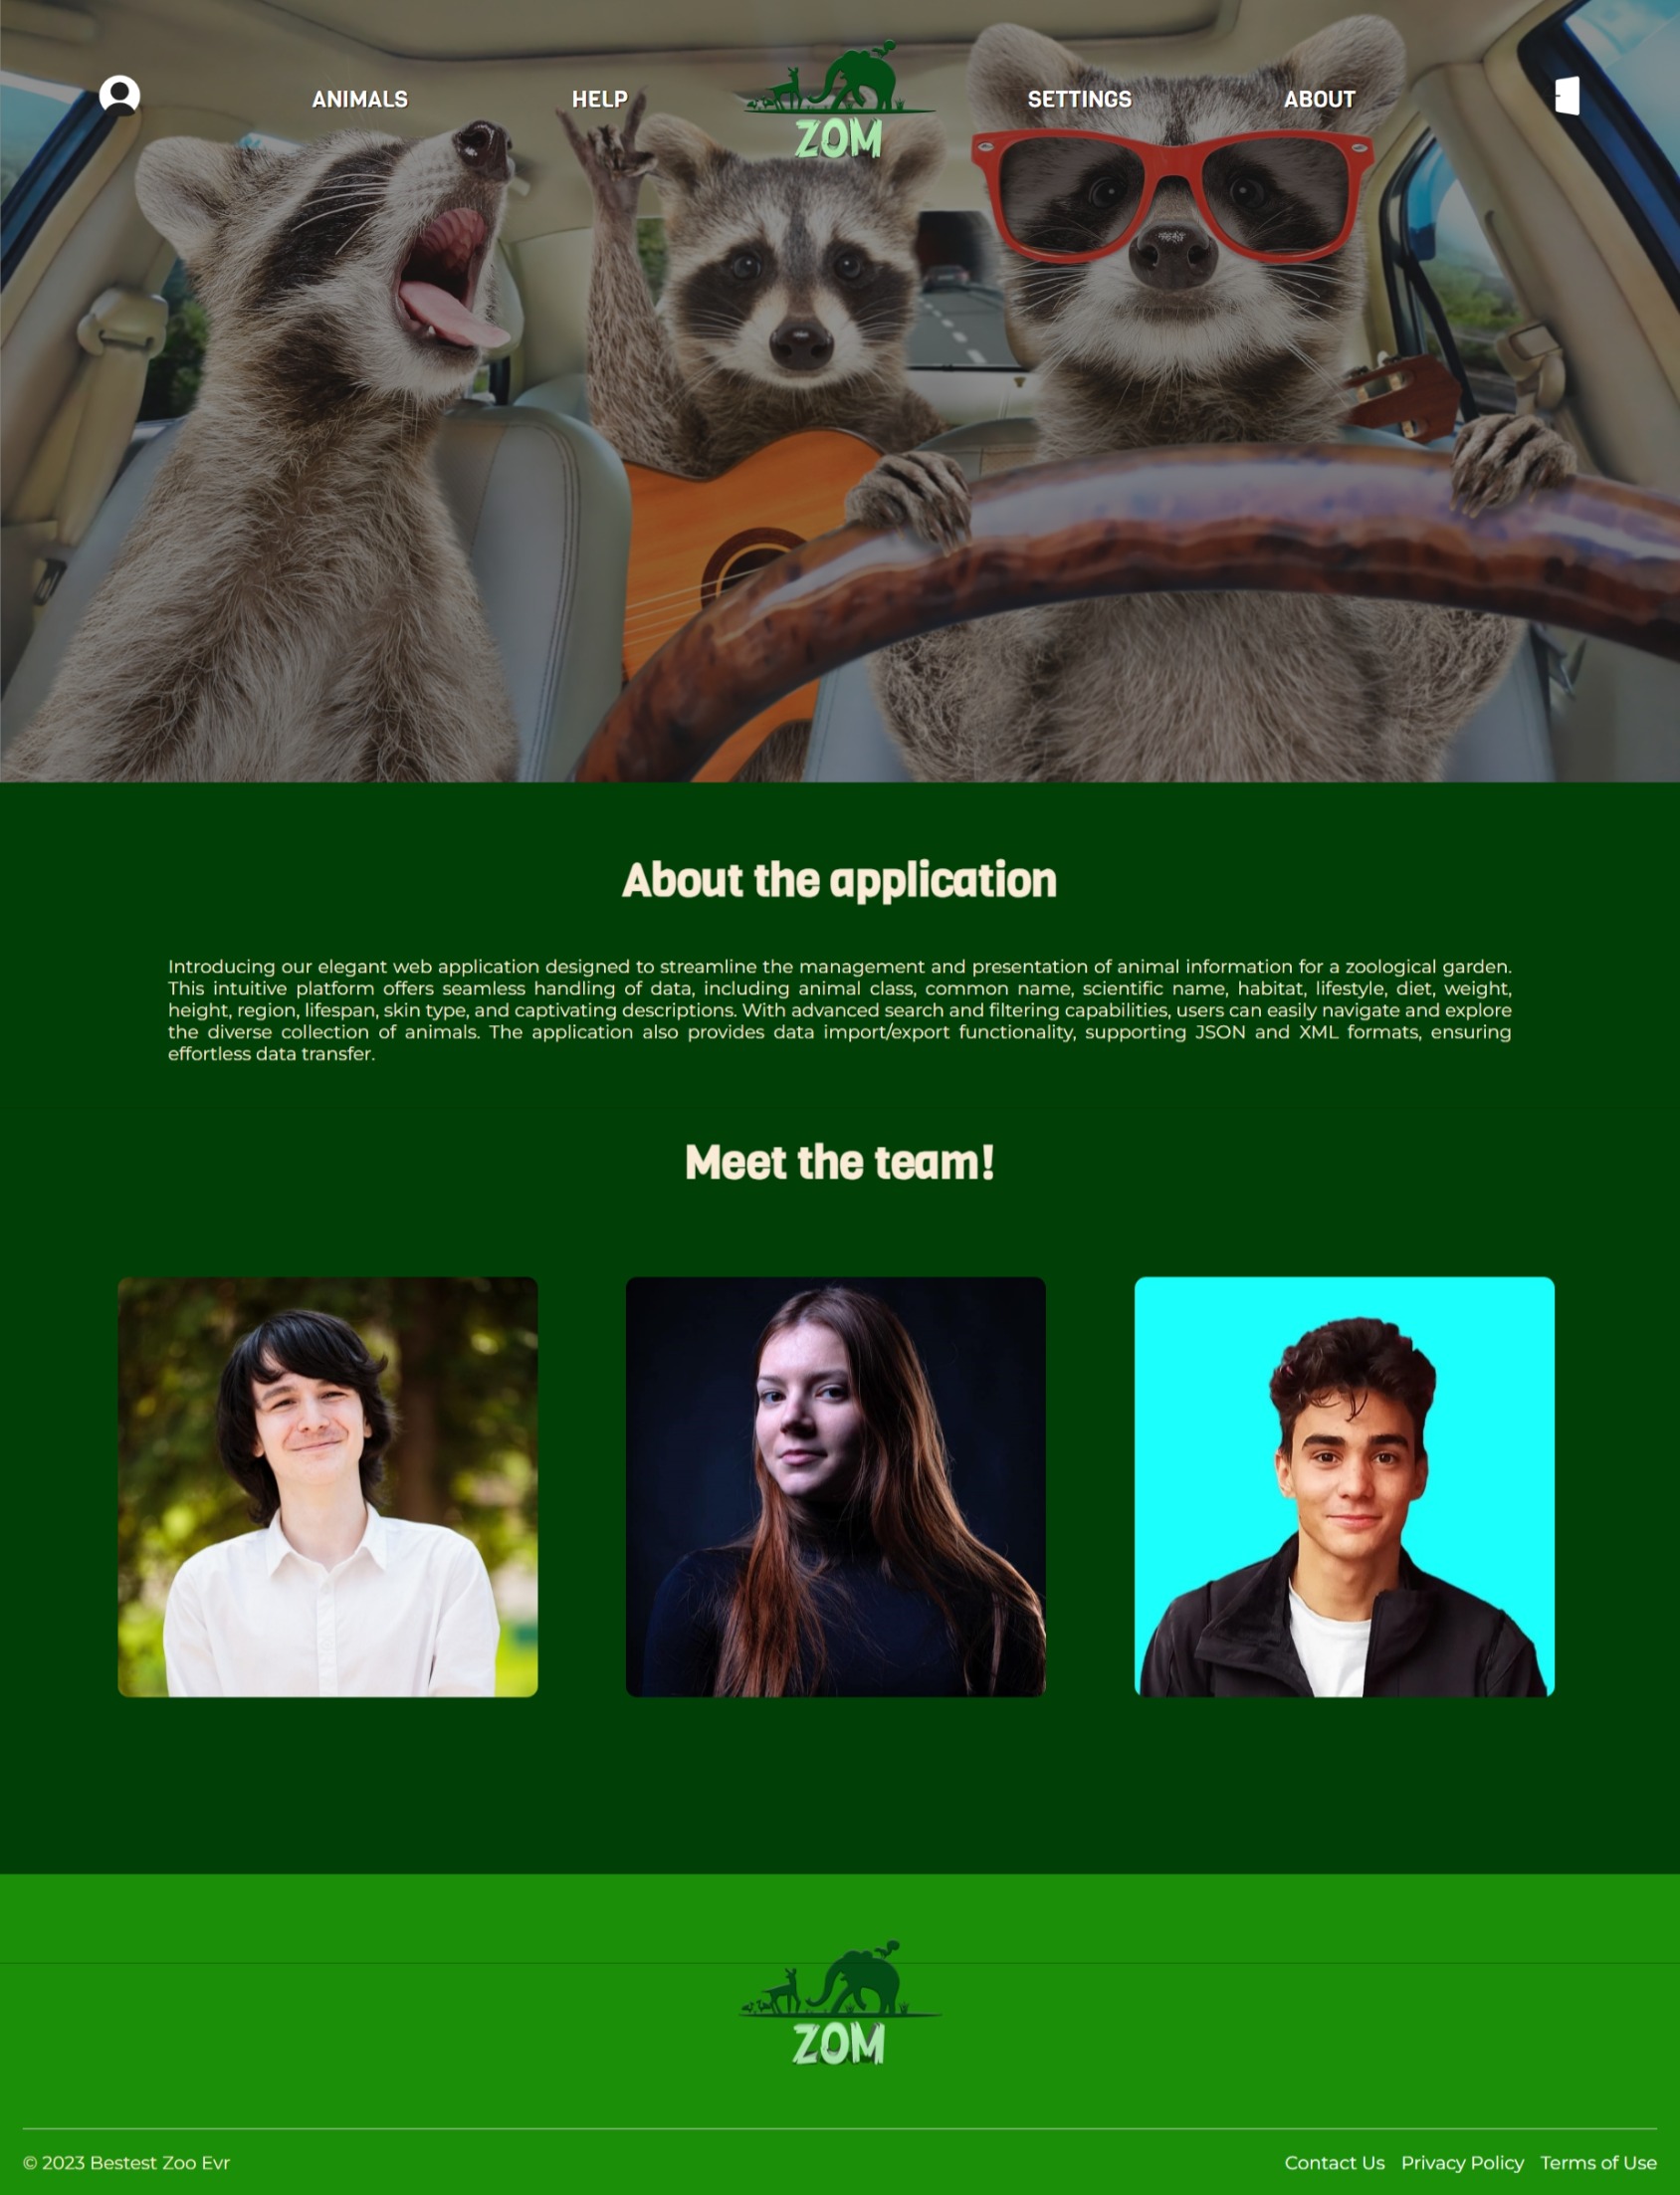 ANIMALS HELP SETTINGS ABOUT
ZOM
About the application
Introducing our elegant web application designed to streamline the management and presentation of animal information for a zoological garden.
This intuitive platform offers seamless handling of data, including animal class, common name, scientific name, habitat, lifestyle, diet, weight,
height, region, lifespan, skin type, and captivating descriptions. With advanced search and filtering capabilities, users can easily navigate and explore
the diverse collection of animals. The application also provides data import/export functionality, supporting JSON and XML formats, ensuring
effortless data transfer.
Meet the team!
ZOM
© 2023 Bestest Zoo Evr
Contact Us Privacy Policy Terms of Use